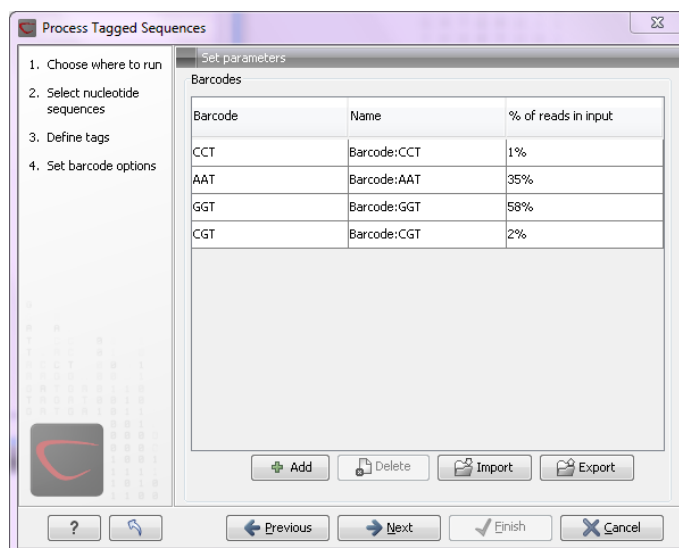 Process Tagged Sequences
1. Choose where to run
2. Select nucleotide
sequences
3. Define tags
4. Set barcode options
Set parameters
Barcodes
Barcode Name % of reads in input
CCT Barcode:CCT 1%
AAT Barcode:AAT 35%
GGT Barcode:GGT 58%
CGT Barcode:CGT 2%
Add Delete Import Export
? Previous Next Finish Cancel